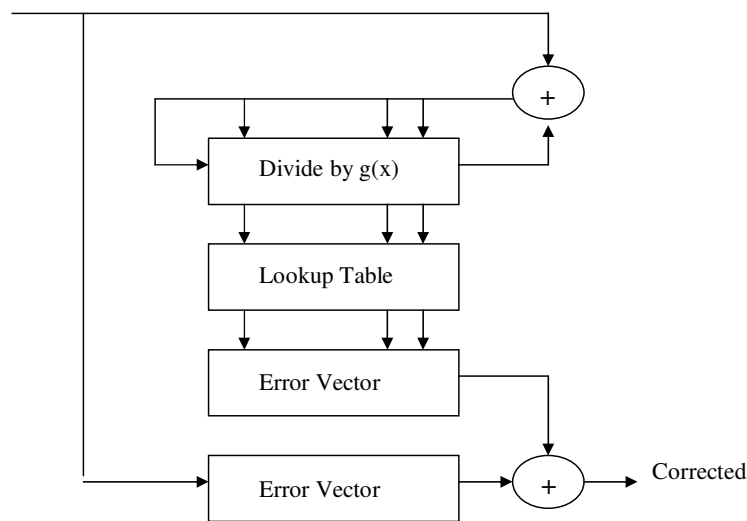 +
Divide by g(x)
Lookup Table
Error Vector
Corrected
Error Vector
+